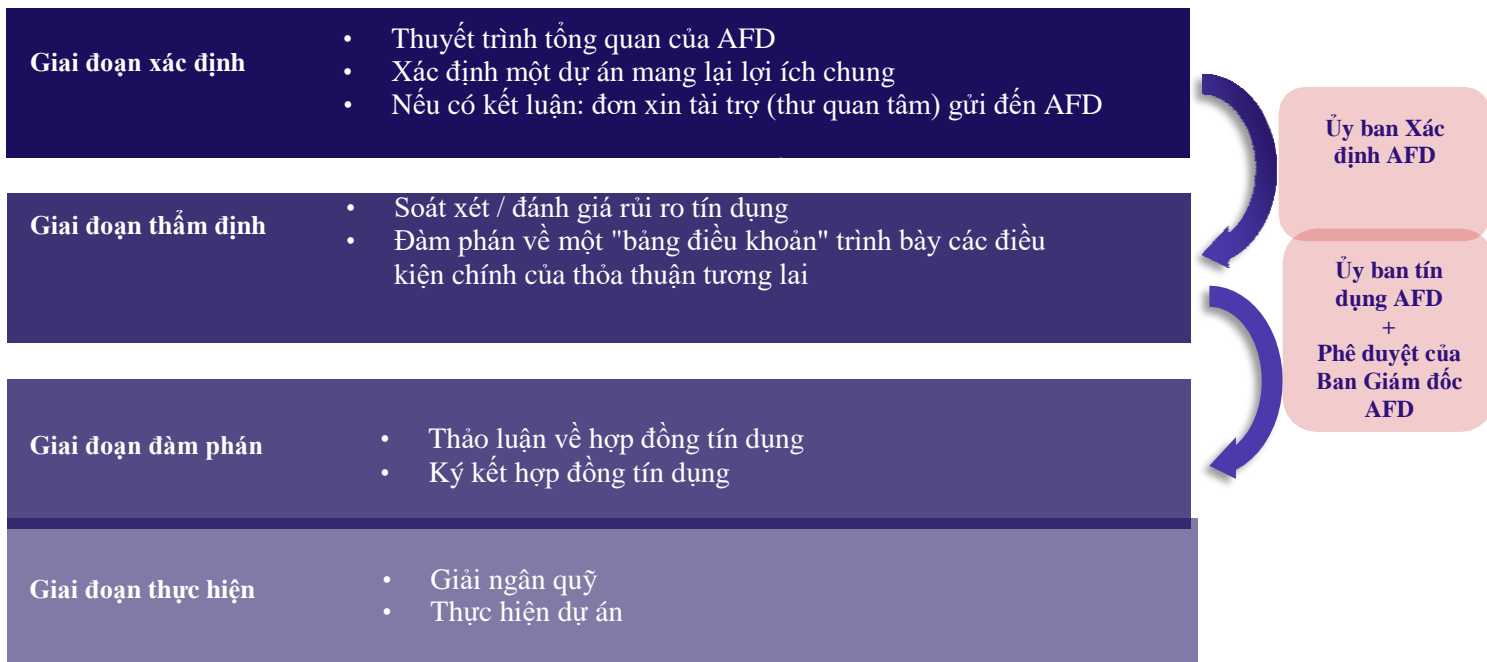 Giai đoạn xác định
• Thuyết trình tổng quan của AFD
• Xác định một dự án mang lại lợi ích chung
• Nếu có kết luận: đơn xin tài trợ (thư quan tâm) gửi đến AFD
Ủy ban Xác
định AFD
Giai đoạn thẩm định
• Soát xét / đánh giá rủi ro tín dụng
• Đàm phán về một "bảng điều khoản" trình bày các điều
kiện chính của thỏa thuận tương lai
Ủy ban tín
dụng AFD
+
Phê duyệt của
Ban Giám đốc
AFD
Giai đoạn đàm phán
• Thảo luận về hợp đồng tín dụng
• Ký kết hợp đồng tín dụng
Giai đoạn thực hiện
• Giải ngân quỹ
• Thực hiện dự án